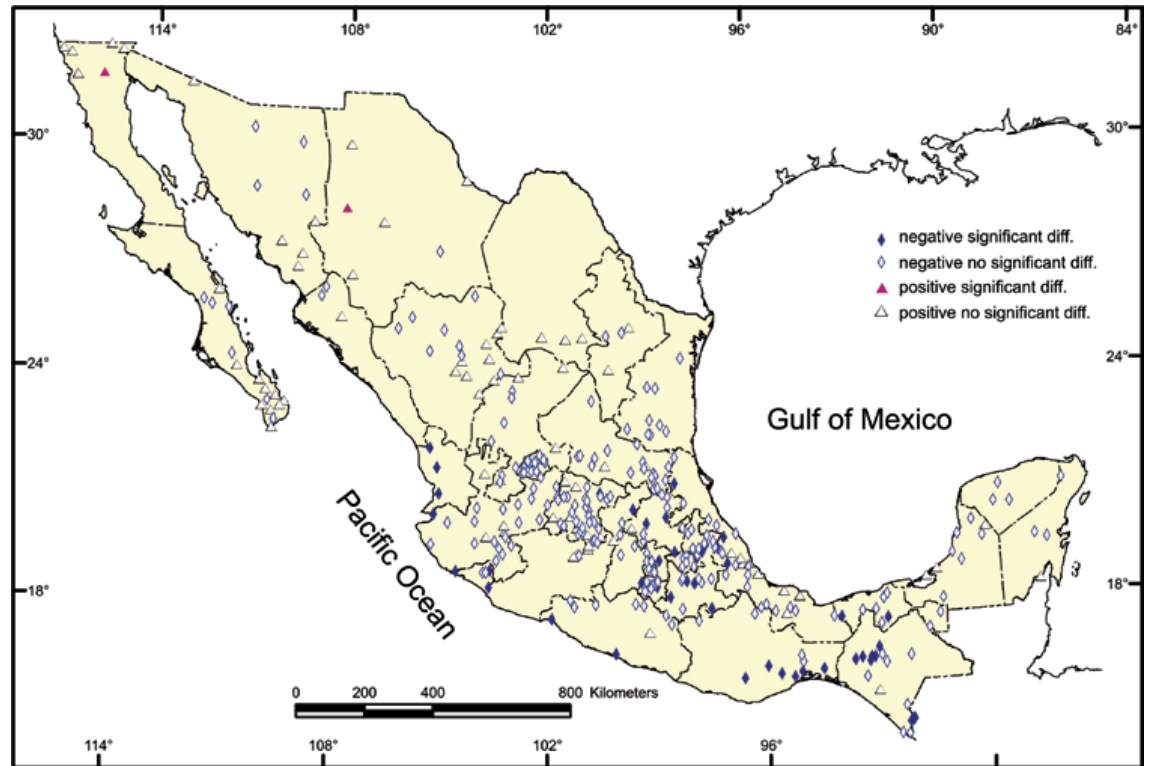 114° 108° 102° 96° 90° 84°
30° 30°
negative significant diff.
negative no significant diff.
positive significant diff.
positive no significant diff.
24° 24°
Gulf of Mexico
Pacific Ocean
18° 18°
0 200 400 800 Kilometers
114° 108° 102° 96°